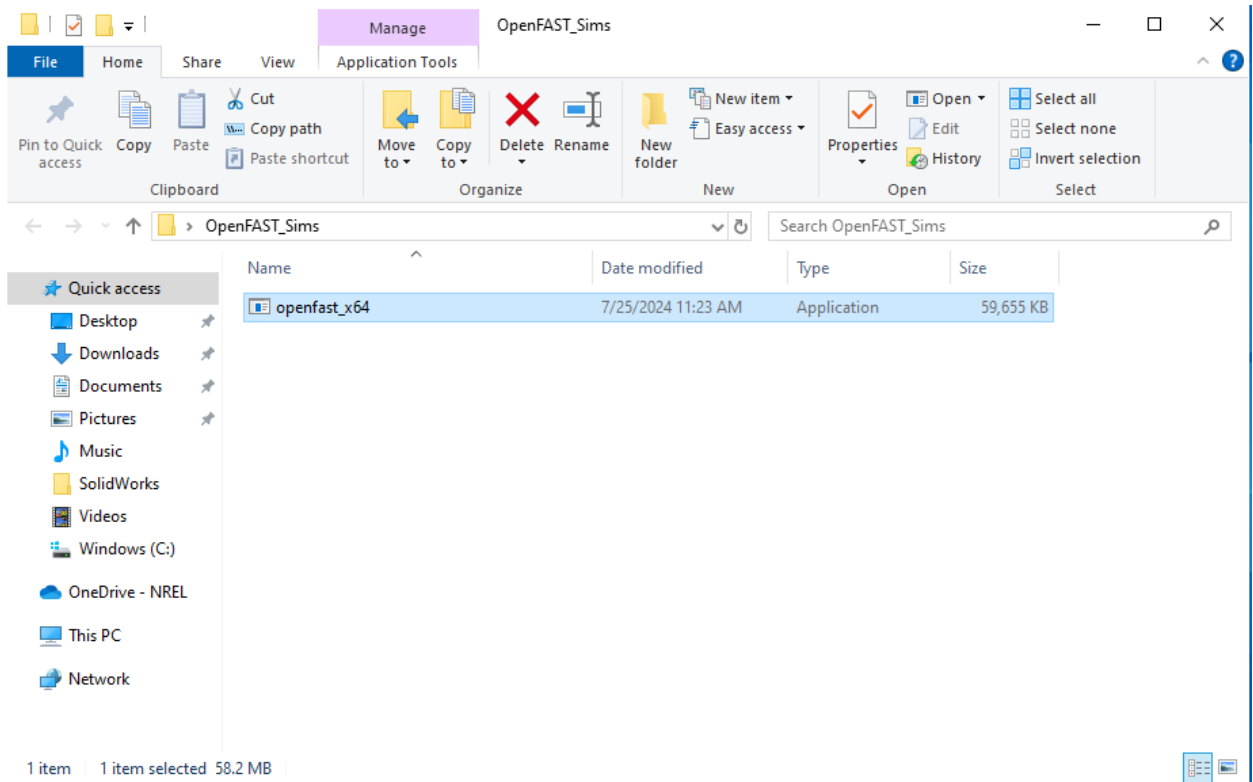 Manage
OpenFAST_Sims
File
Home
Share
View
Application Tools
Pin to Quick access
Copy
Paste
Cut
Copy path
Paste shortcut
Clipboard
Move to
Copy to
Delete
Rename
Organize
New folder
New item
Easy access
New
Properties
Open
Edit
History
Open
Select all
Select none
Invert selection
Select
OpenFAST_Sims
Search OpenFAST_Sims
Name
Date modified
Type
Size
openfast_x64
7/25/2024 11:23 AM
Application
59,655 KB
Quick access
Desktop
Downloads
Documents
Pictures
Music
SolidWorks
Videos
Windows (C:)
OneDrive - NREL
This PC
Network
1 item
1 item selected 58.2 MB